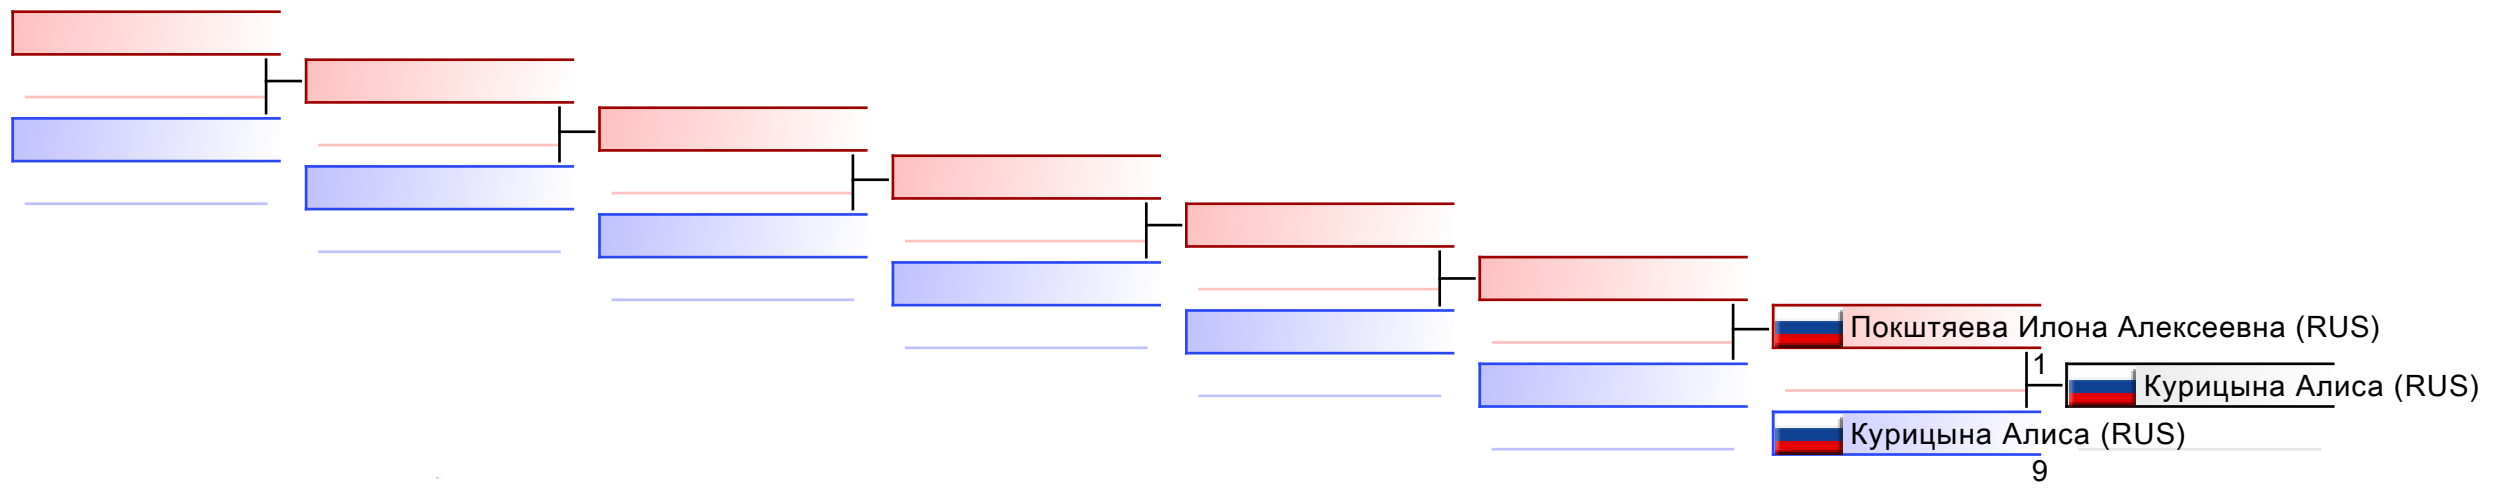 Покштяева Илона Алексеевна (RUS)
1
Курицына Алиса (RUS)
Курицына Алиса (RUS)
9